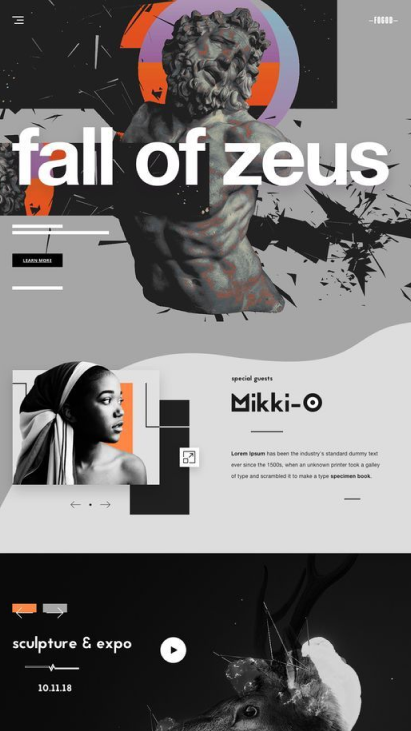 FOGRO
fall of zeus
LEARN MORE
special guests
Mikki-O
Lorem Ipsum has been the industry's standard dummy text
ever since the 1500s, when an unknown printer took a galley
of type and scrambled it to make a type specimen book.
sculpture & expo
10.11.18